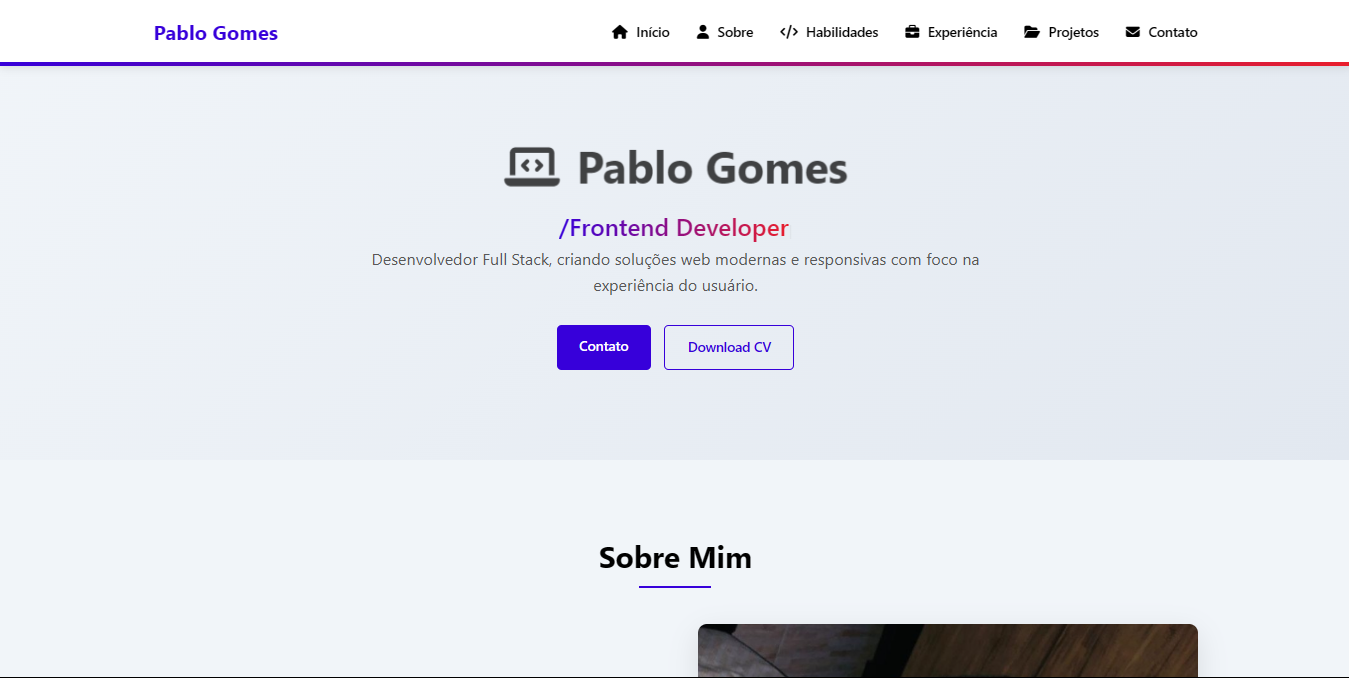 Pablo Gomes
Início
Sobre
Habilidades
Experiência
Projetos
Contato
Pablo Gomes
/Frontend Developer
Desenvolvedor Full Stack, criando soluções web modernas e responsivas com foco na
experiência do usuário.
Contato
Download CV
Sobre Mim